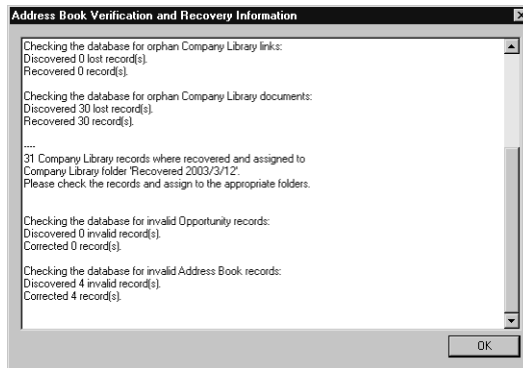 Address Book Verification and Recovery Information
Checking the database for orphan Company Library links:
Discovered 0 lost record(s).
Recovered 0 record(s).
Checking the database for orphan Company Library documents:
Discovered 30 lost record(s).
Recovered 30 record(s).
----
31 Company Library records where recovered and assigned to
Company Library folder 'Recovered 2003/3/12'.
Please check the records and assign to the appropriate folders.
Checking the database for invalid Opportunity records:
Discovered 0 invalid record(s).
Corrected 0 record(s).
Checking the database for invalid Address Book records:
Discovered 4 invalid record(s).
Corrected 4 record(s).
OK